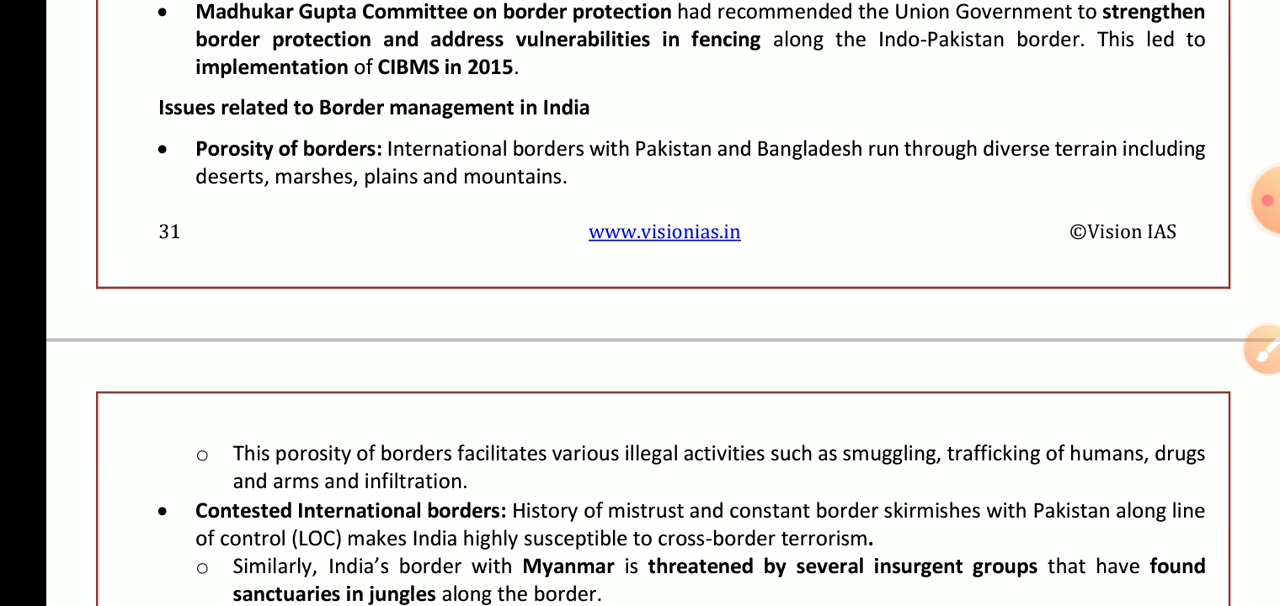 • Madhukar Gupta Committee on border protection had recommended the Union Government to strengthen
border protection and address vulnerabilities in fencing along the Indo-Pakistan border. This led to
implementation of CIBMS in 2015.
Issues related to Border management in India
• Porosity of borders: International borders with Pakistan and Bangladesh run through diverse terrain including
deserts, marshes, plains and mountains.
31 www.visionias.in ©Vision IAS
o This porosity of borders facilitates various illegal activities such as smuggling, trafficking of humans, drugs
and arms and infiltration.
• Contested International borders: History of mistrust and constant border skirmishes with Pakistan along line
of control (LOC) makes India highly susceptible to cross-border terrorism.
o Similarly, India’s border with Myanmar is threatened by several insurgent groups that have found
sanctuaries in jungles along the border.